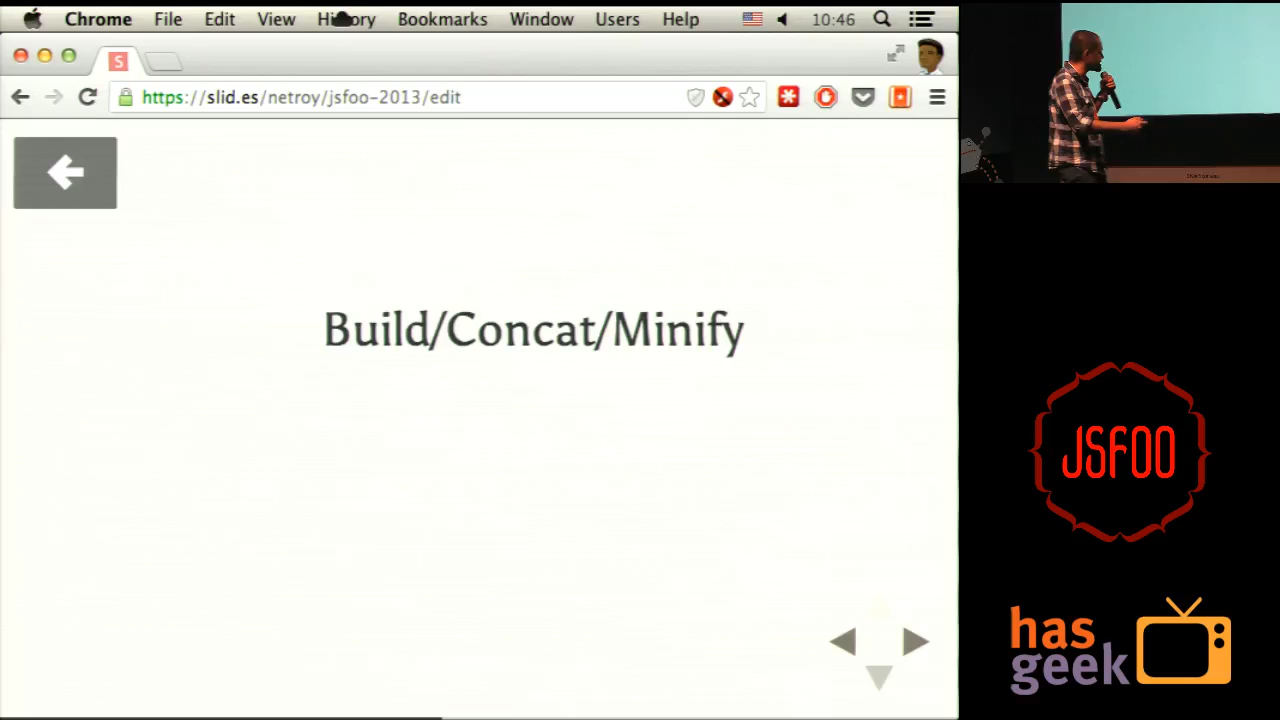 Chrome File Edit View History Bookmarks Window Users Help 10:46
S
https://slid.es/netroy/jsfoo-2013/edit
Build/Concat/Minify
JSFOO
has
geek